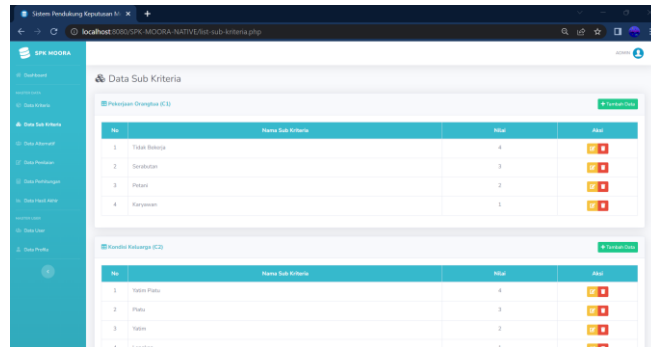 Sistem Pendukung Keputusan M
localhost:8080/SPK-MOORA-NATIVE/list-sub-kriteria.php
SPK MOORA
ADMIN
Dashboard
Data Kriteria
Data Sub Kriteria
Data Alternatif
Data Penilaian
Data Perhitungan
Data Hasil Akhir
MASTER USER
Data User
Data Profile
Data Sub Kriteria
Pekerjaan Orangtua (C1)
+ Tambah Data
No Nama Sub Kriteria Nilai Aksi
1 Tidak Bekerja 4
2 Serabutan 3
3 Petani 2
4 Karyawan 1
Kondisi Keluarga (C2)
+ Tambah Data
No Nama Sub Kriteria Nilai Aksi
1 Yatim Piatu 4
2 Piatu 3
3 Yatim 2